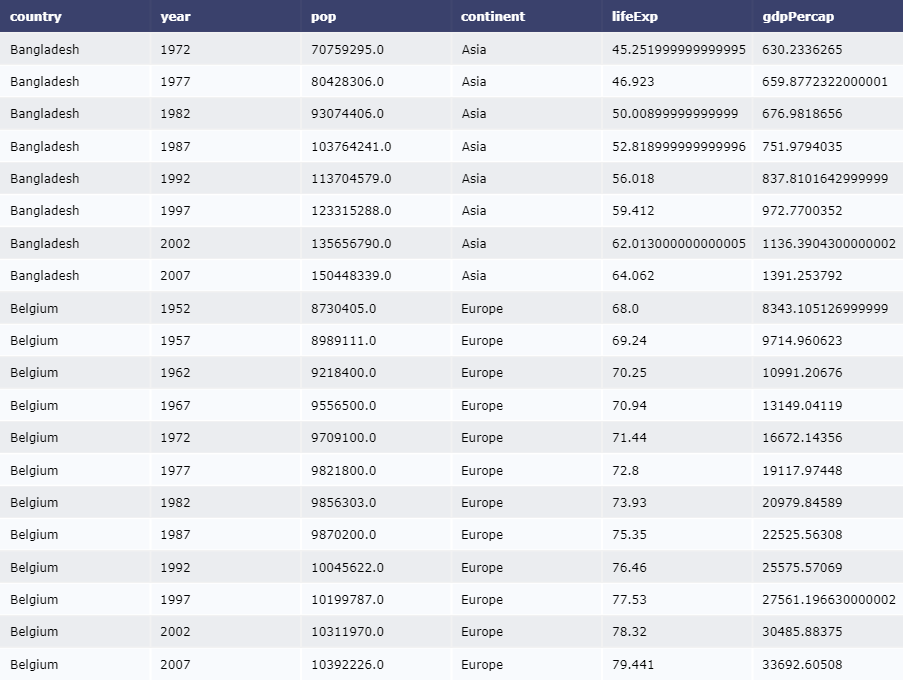 country year pop continent lifeExp gdpPercap
Bangladesh 1972 70759295.0 Asia 45.251999999999995 630.2336265
Bangladesh 1977 80428306.0 Asia 46.923 659.8772322000001
Bangladesh 1982 93074406.0 Asia 50.00899999999999 676.9818656
Bangladesh 1987 103764241.0 Asia 52.818999999999996 751.9794035
Bangladesh 1992 113704579.0 Asia 56.018 837.8101642999999
Bangladesh 1997 123315288.0 Asia 59.412 972.7700352
Bangladesh 2002 135656790.0 Asia 62.013000000000005 1136.3904300000002
Bangladesh 2007 150448339.0 Asia 64.062 1391.253792
Belgium 1952 8730405.0 Europe 68.0 8343.105126999999
Belgium 1957 8989111.0 Europe 69.24 9714.960623
Belgium 1962 9218400.0 Europe 70.25 10991.20676
Belgium 1967 9556500.0 Europe 70.94 13149.04119
Belgium 1972 9709100.0 Europe 71.44 16672.14356
Belgium 1977 9821800.0 Europe 72.8 19117.97448
Belgium 1982 9856303.0 Europe 73.93 20979.84589
Belgium 1987 9870200.0 Europe 75.35 22525.56308
Belgium 1992 10045622.0 Europe 76.46 25575.57069
Belgium 1997 10199787.0 Europe 77.53 27561.196630000002
Belgium 2002 10311970.0 Europe 78.32 30485.88375
Belgium 2007 10392226.0 Europe 79.441 33692.60508